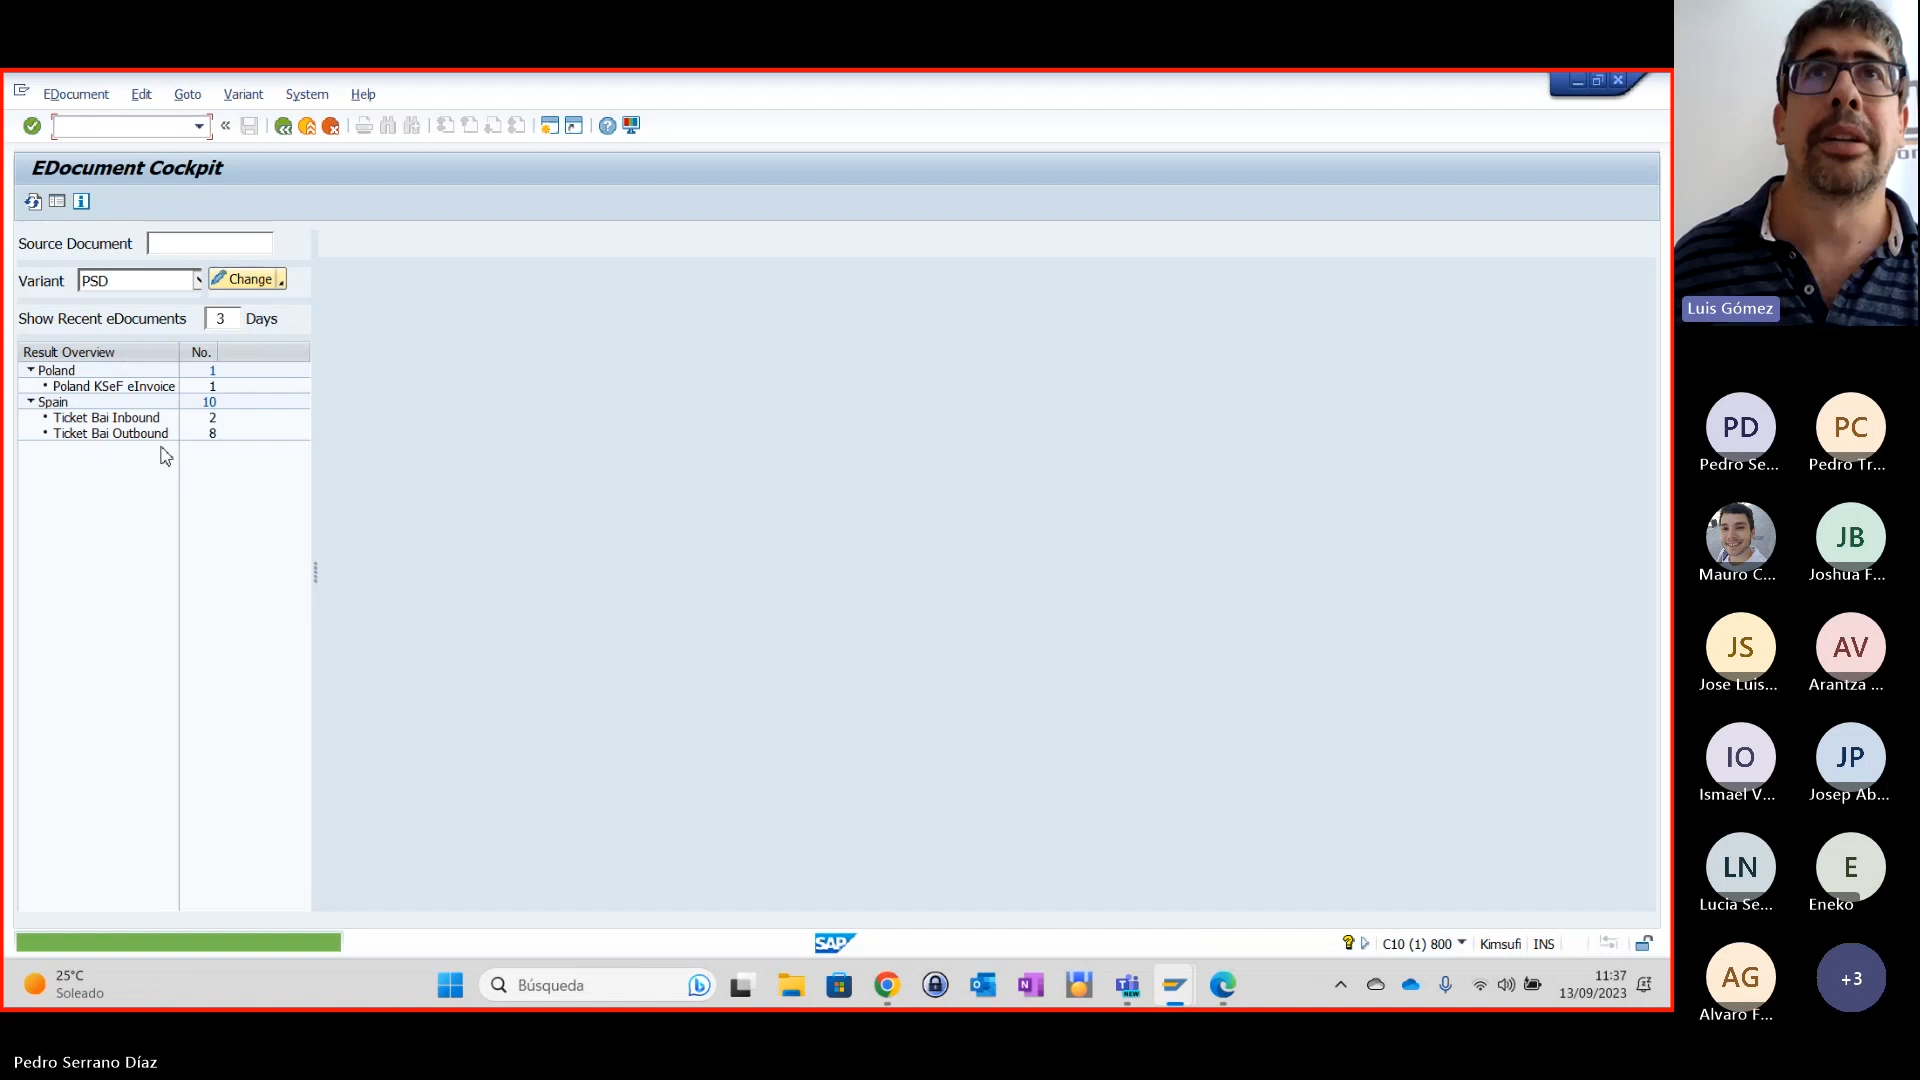 EDocument Edit Goto Variant System Help
EDocument Cockpit
Source Document
Variant PSD Change
Show Recent eDocuments 3 Days
Result Overview No.
Poland 1
Poland KSeF eInvoice 1
Spain 10
Ticket Bai Inbound 2
Ticket Bai Outbound 8
SAP
C10 (1) 800 Kimsufi INS
25°C
Soleado
Búsqueda
NEW
11:37
13/09/2023
Luis Gómez
PD PC
Pedro Se... Pedro Tr...
JB
Mauro C... Joshua F...
JS AV
Jose Luis... Arantza ...
IO JP
Ismael V... Josep Ab...
LN E
Lucia Se... Eneko
AG +3
Alvaro F...
Pedro Serrano Díaz